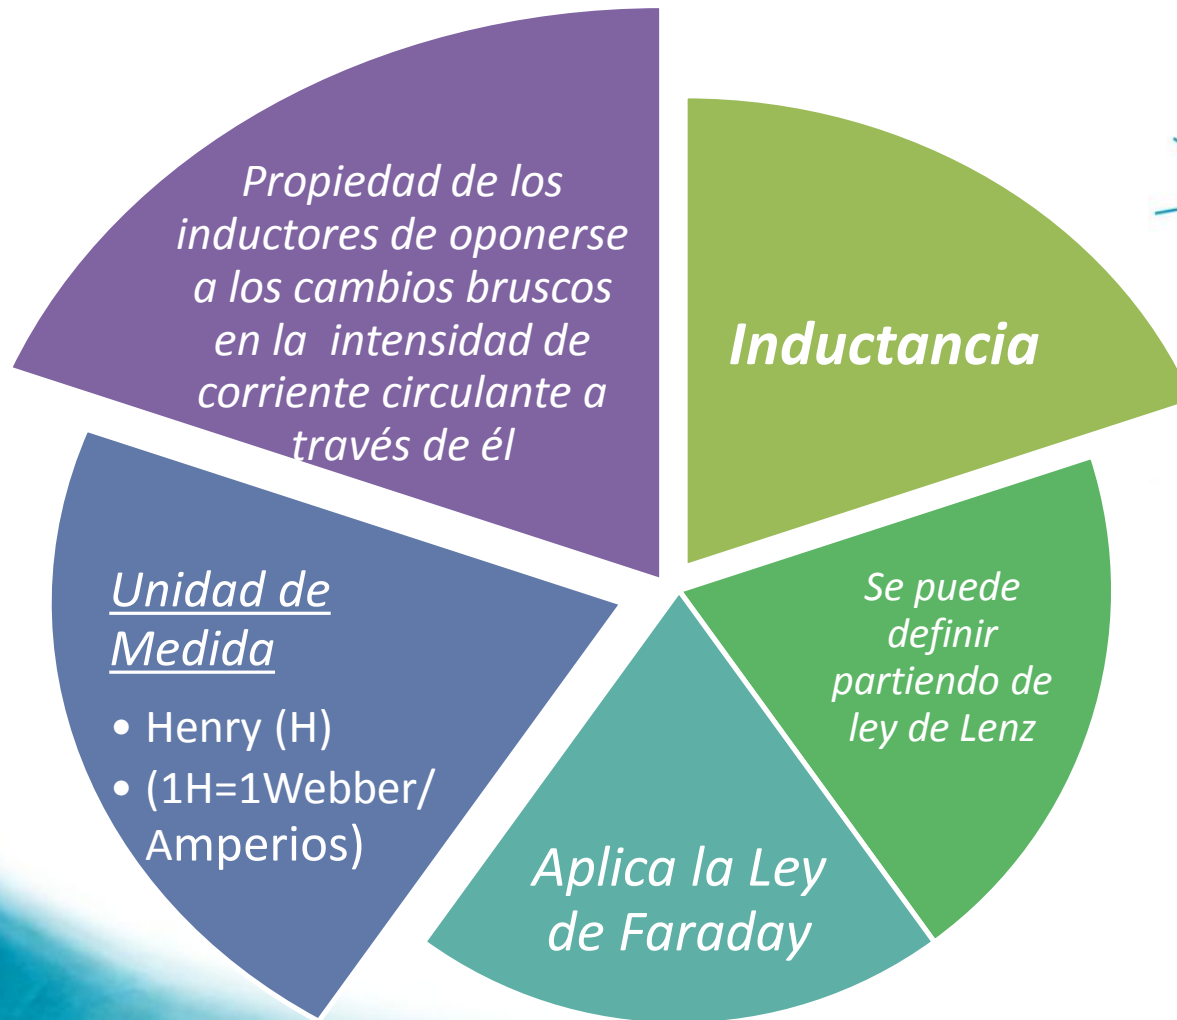 Propiedad de los
inductores de oponerse
a los cambios bruscos
en la  intensidad de
corriente circulante a
través de él
Inductancia
Se puede
definir
partiendo de
ley de Lenz
Aplica la Ley
de Faraday
Unidad de
Medida
• Henry (H)
• (1H=1Webber/
Amperios)